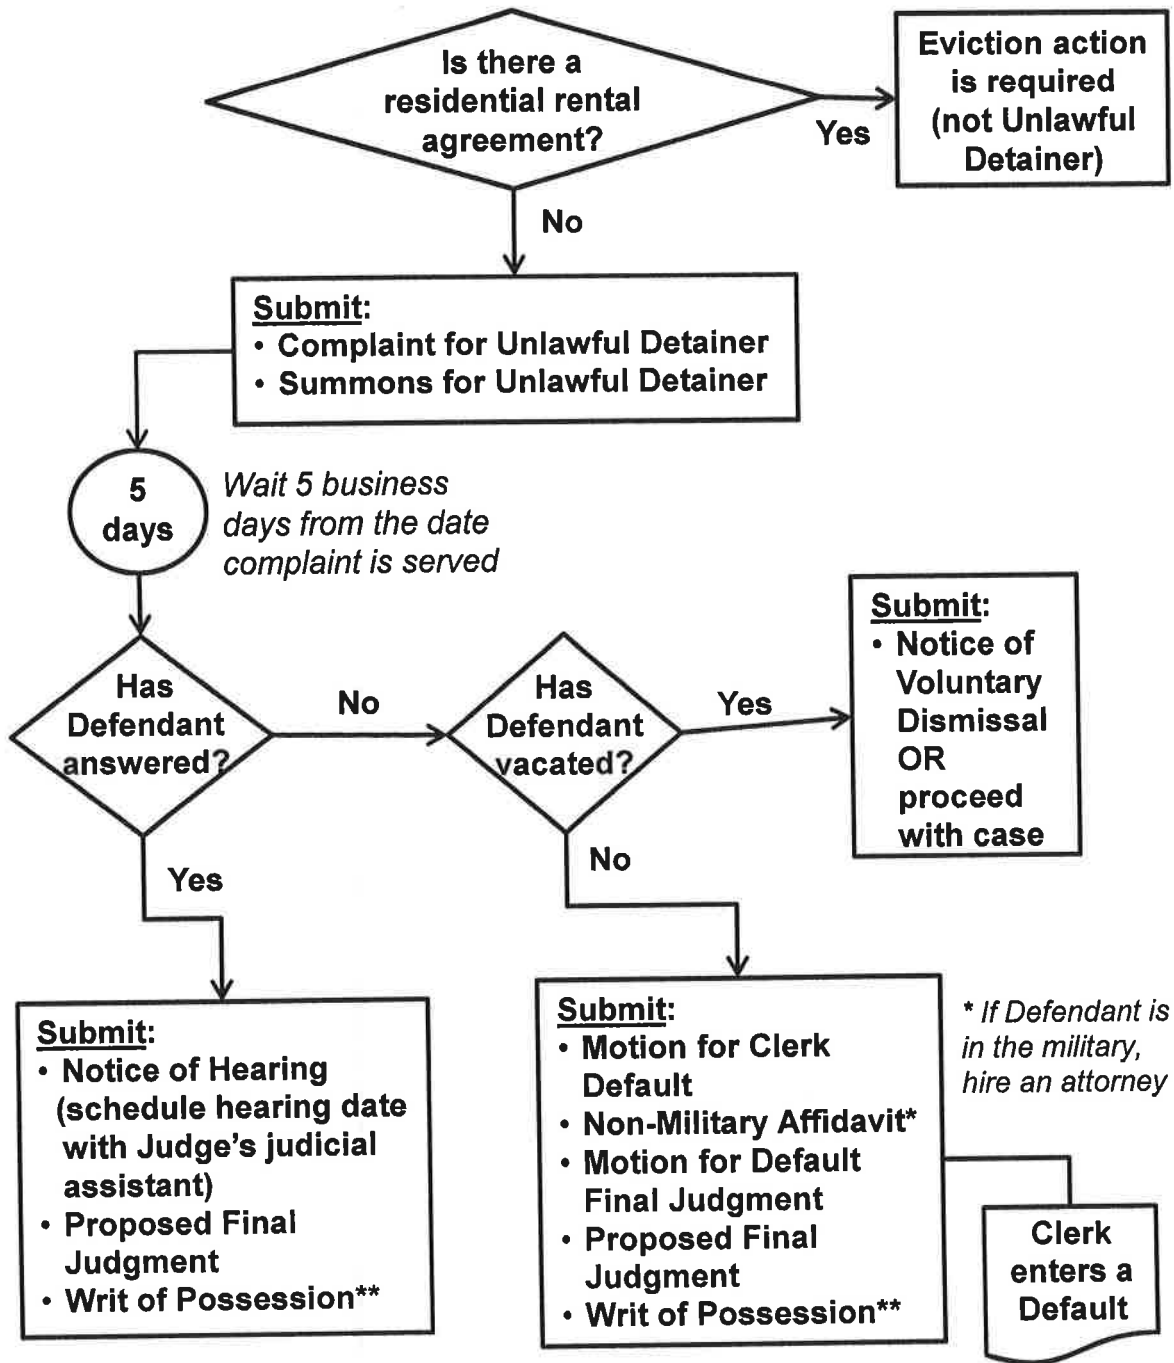 Is there a
residential rental
agreement?
Yes
Eviction action
is required
(not Unlawful
Detainer)
No
Submit:
• Complaint for Unlawful Detainer
• Summons for Unlawful Detainer
5
days
Wait 5 business
days from the date
complaint is served
Has
Defendant
answered?
No
Has
Defendant
vacated?
Yes
Submit:
• Notice of
Voluntary
Dismissal
OR
proceed
with case
Yes
No
Submit:
• Notice of Hearing
(schedule hearing date
with Judge's judicial
assistant)
• Proposed Final
Judgment
• Writ of Possession**
Submit:
• Motion for Clerk
Default
• Non-Military Affidavit*
• Motion for Default
Final Judgment
• Proposed Final
Judgment
• Writ of Possession**
* If Defendant is
in the military,
hire an attorney
Clerk
enters a
Default